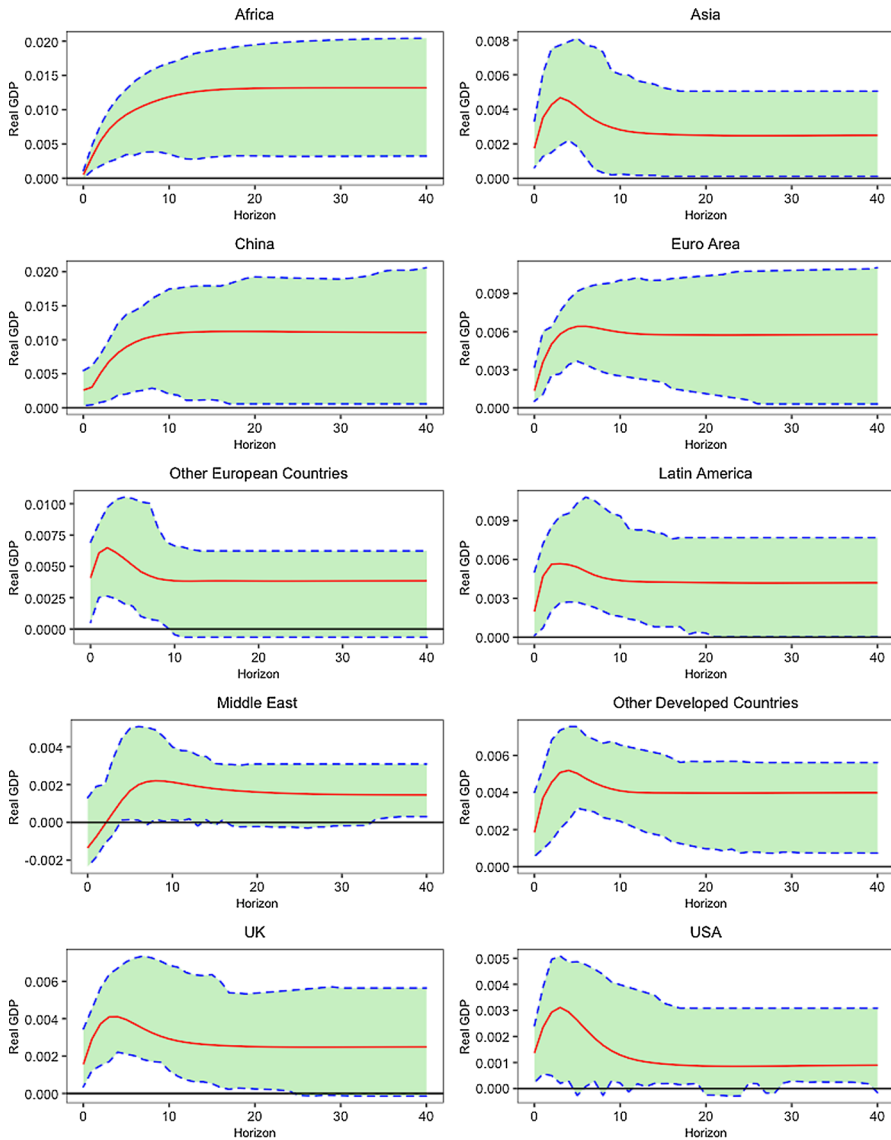 Africa
Real GDP
0.020
0.015
0.010
0.005
0.000
0 10 20 30 40
Horizon
Asia
Real GDP
0.008
0.006
0.004
0.002
0.000
0 10 20 30 40
Horizon
China
Real GDP
0.020
0.015
0.010
0.005
0.000
0 10 20 30 40
Horizon
Euro Area
Real GDP
0.009
0.006
0.003
0.000
0 10 20 30 40
Horizon
Other European Countries
Real GDP
0.0100
0.0075
0.0050
0.0025
0.0000
0 10 20 30 40
Horizon
Latin America
Real GDP
0.009
0.006
0.003
0.000
0 10 20 30 40
Horizon
Middle East
Real GDP
0.004
0.002
0.000
-0.002
0 10 20 30 40
Horizon
Other Developed Countries
Real GDP
0.006
0.004
0.002
0.000
0 10 20 30 40
Horizon
UK
Real GDP
0.006
0.004
0.002
0.000
0 10 20 30 40
Horizon
USA
Real GDP
0.005
0.004
0.003
0.002
0.001
0.000
0 10 20 30 40
Horizon